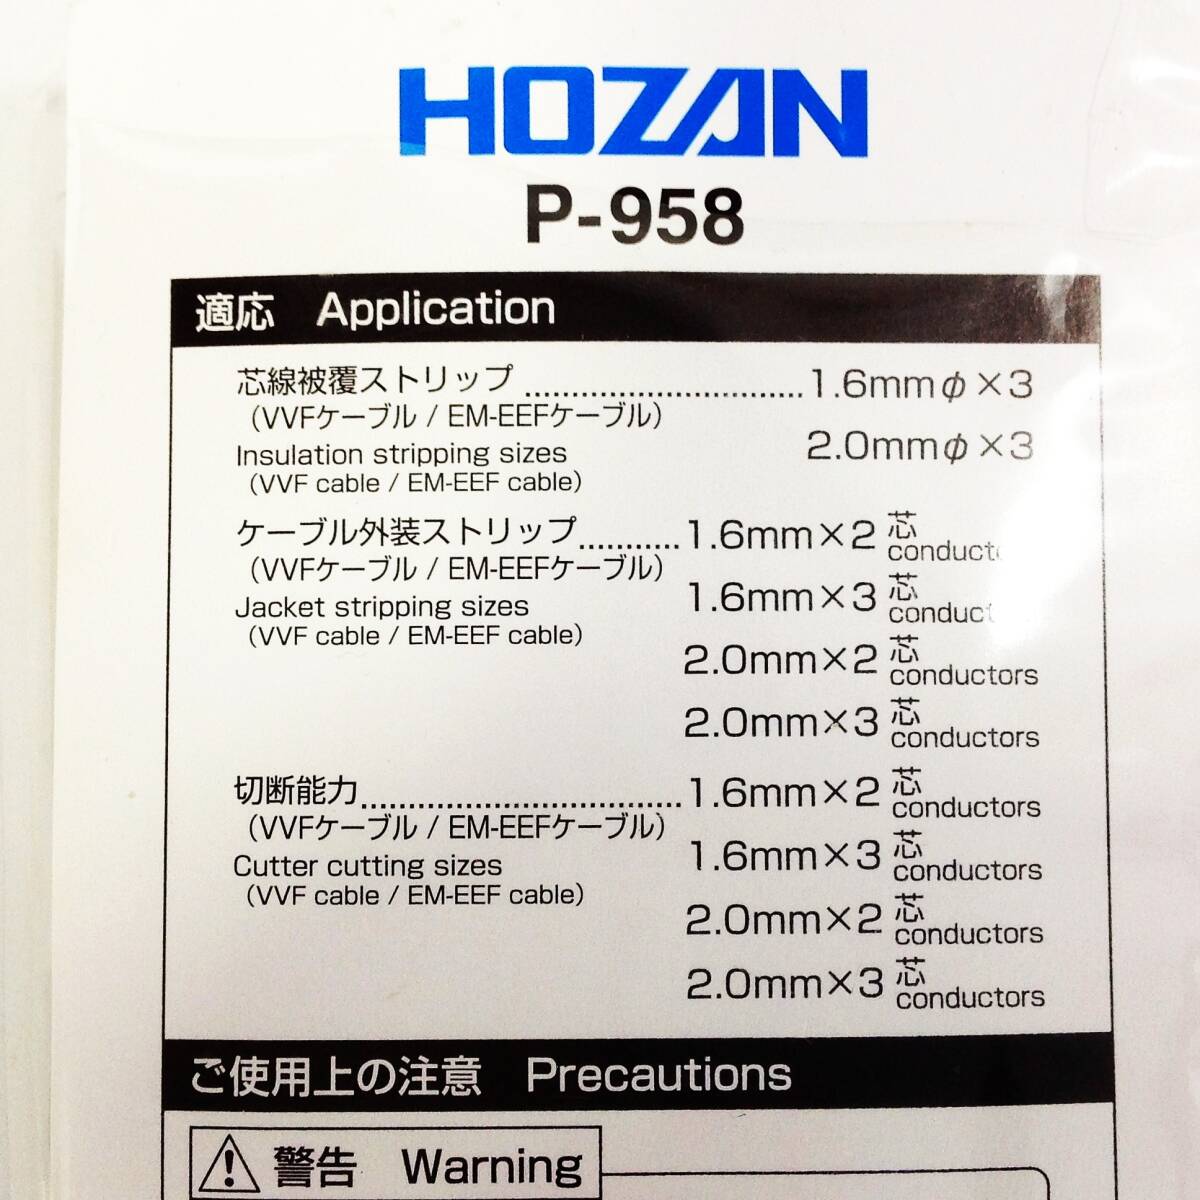 HOZAN
P-958
適応 Application
芯線被覆ストリップ..............................1.6mmφ×3
（VVFケーブル / EM-EEFケーブル）
2.0mmφ×3
Insulation stripping sizes
（VVF cable / EM-EEF cable）
ケーブル外装ストリップ...........1.6mm×2 芯 conduct
（VVFケーブル / EM-EEFケーブル）
1.6mm×3 芯 conduct
Jacket stripping sizes
（VVF cable / EM-EEF cable）
2.0mm×2 芯 conductors
2.0mm×3 芯 conductors
切断能力..................................1.6mm×2 芯 conductors
（VVFケーブル / EM-EEFケーブル）
1.6mm×3 芯 conductors
Cutter cutting sizes
（VVF cable / EM-EEF cable）
2.0mm×2 芯 conductors
2.0mm×3 芯 conductors
ご使用上の注意 Precautions
警告 Warning